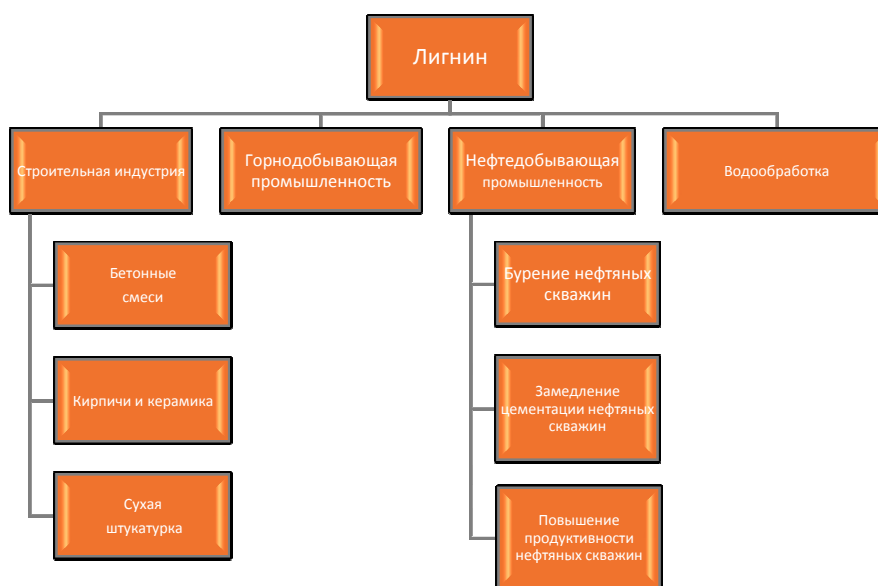 Лигнин
Строительная индустрия
Горнодобывающая
промышленность
Нефтедобывающая
промышленность
Водообработка
Бетонные
смеси
Кирпичи и керамика
Сухая
штукатурка
Бурение нефтяных
скважин
Замедление
цементации нефтяных
скважин
Повышение
продуктивности
нефтяных скважин